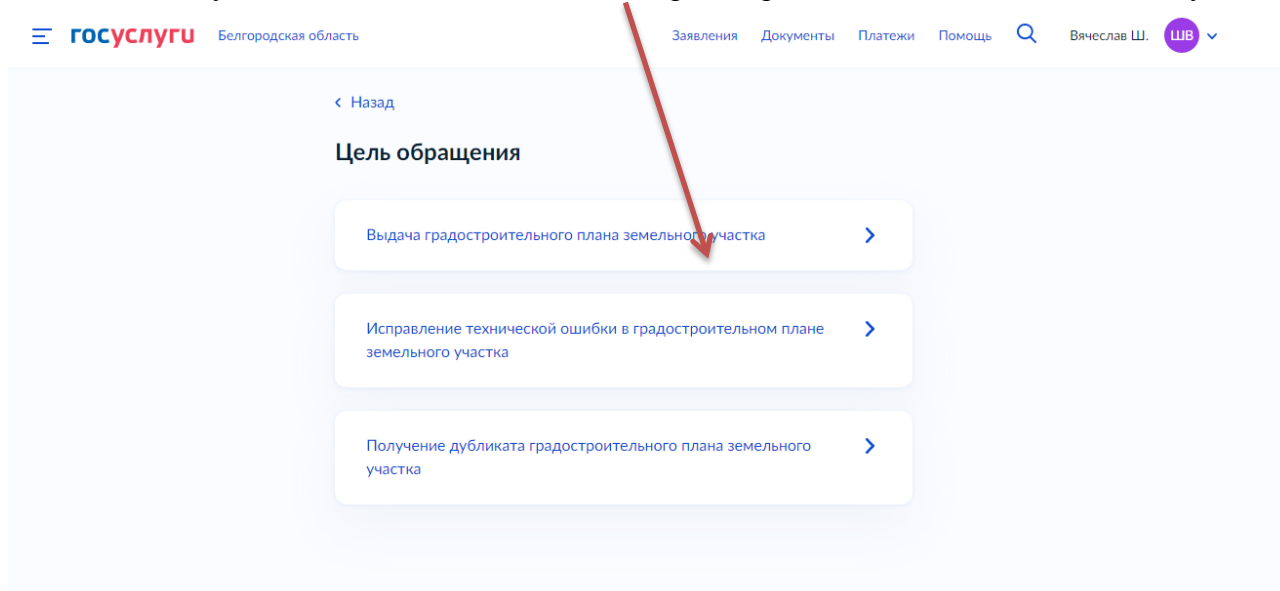 госуслуги Белгородская область Заявления Документы Платежи Помощь Вячеслав Ш. ШВ
Назад
Цель обращения
Выдача градостроительного плана земельного участка
Исправление технической ошибки в градостроительном плане
земельного участка
Получение дубликата градостроительного плана земельного
участка